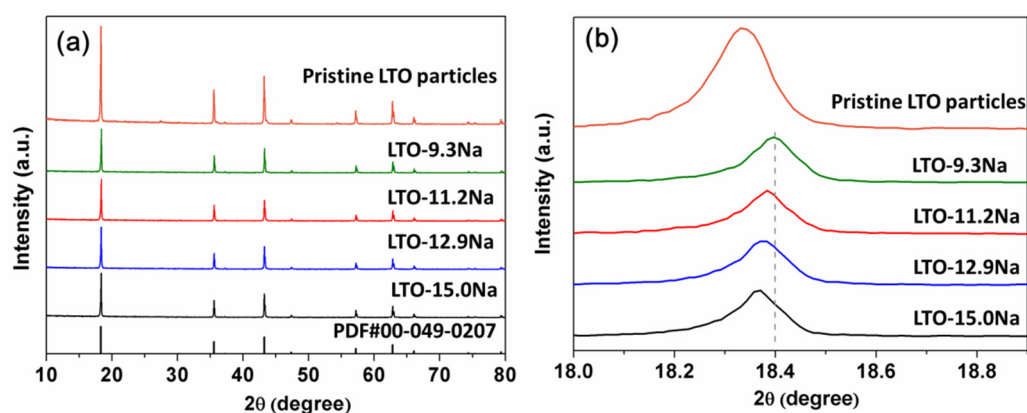 (a)
Pristine LTO particles
LTO-9.3Na
LTO-11.2Na
LTO-12.9Na
LTO-15.0Na
PDF#00-049-0207
Intensity (a.u.)
10 20 30 40 50 60 70 80
2θ (degree)
(b)
Pristine LTO particles
LTO-9.3Na
LTO-11.2Na
LTO-12.9Na
LTO-15.0Na
Intensity (a.u.)
18.0 18.2 18.4 18.6 18.8
2θ (degree)